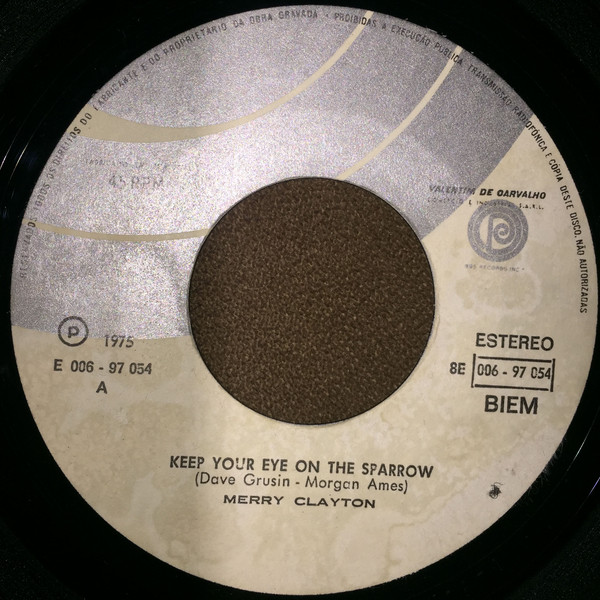 RESERVADOS TODOS OS DIREITOS DO FABRICANTE E DO PROPRIETARIO DA OBRA GRAVADA - PROIBIDAS A EXECUÇÃO PUBLICA TRANSMISSÃO RADIOFÓNICA E CÓPIA DESTE DISCO, NÃO AUTORIZADAS
45 RPM
VALENTIM DE CARVALHO
P
1975
E 006 - 97 054
A
ESTEREO
8E 006 - 97 054
BIEM
KEEP YOUR EYE ON THE SPARROW
(Dave Grusin - Morgan Ames)
MERRY CLAYTON